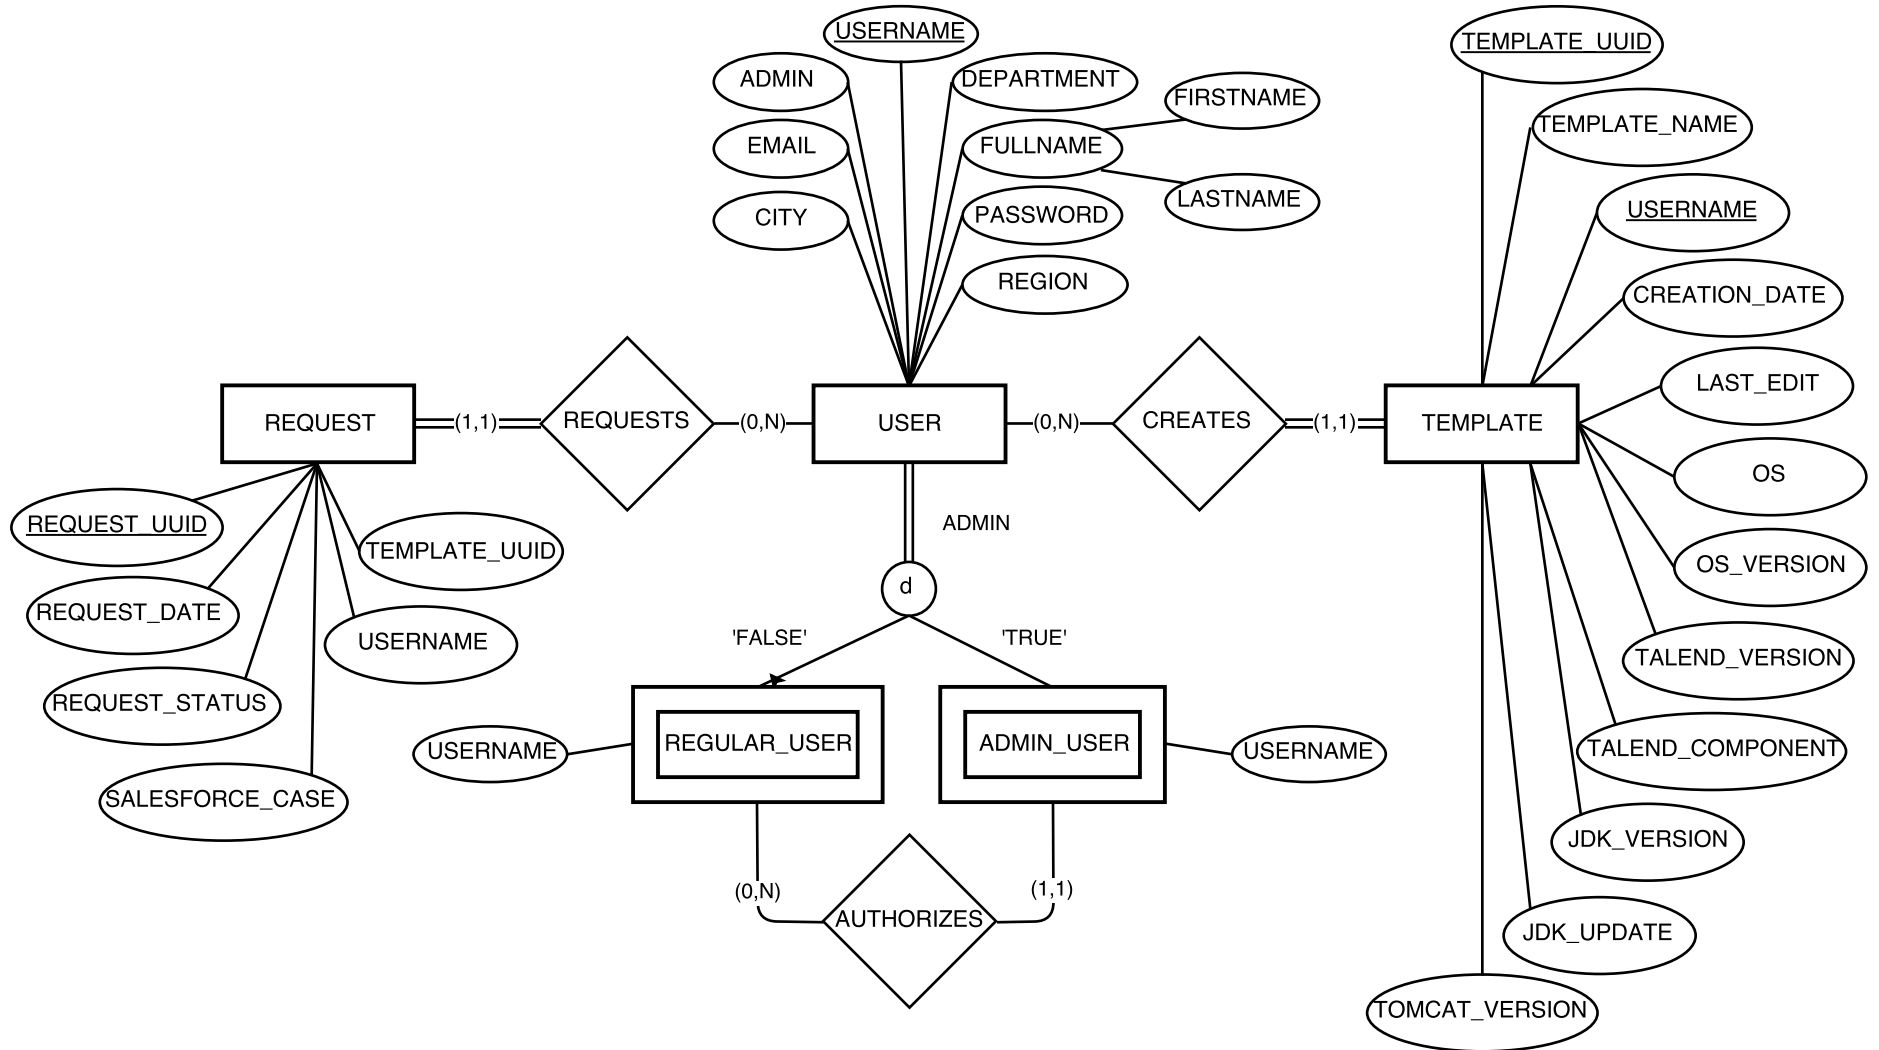 USERNAME
TEMPLATE_UUID
ADMIN
DEPARTMENT
FIRSTNAME
TEMPLATE_NAME
EMAIL
FULLNAME
LASTNAME
USERNAME
CITY
PASSWORD
REGION
CREATION_DATE
LAST_EDIT
REQUEST
(1,1)
REQUESTS
(0,N)
USER
(0,N)
CREATES
(1,1)
TEMPLATE
OS
REQUEST_UUID
TEMPLATE_UUID
ADMIN
OS_VERSION
d
REQUEST_DATE
USERNAME
'FALSE'
'TRUE'
TALEND_VERSION
REQUEST_STATUS
USERNAME
REGULAR_USER
ADMIN_USER
USERNAME
TALEND_COMPONENT
SALESFORCE_CASE
JDK_VERSION
(0,N)
AUTHORIZES
(1,1)
JDK_UPDATE
TOMCAT_VERSION